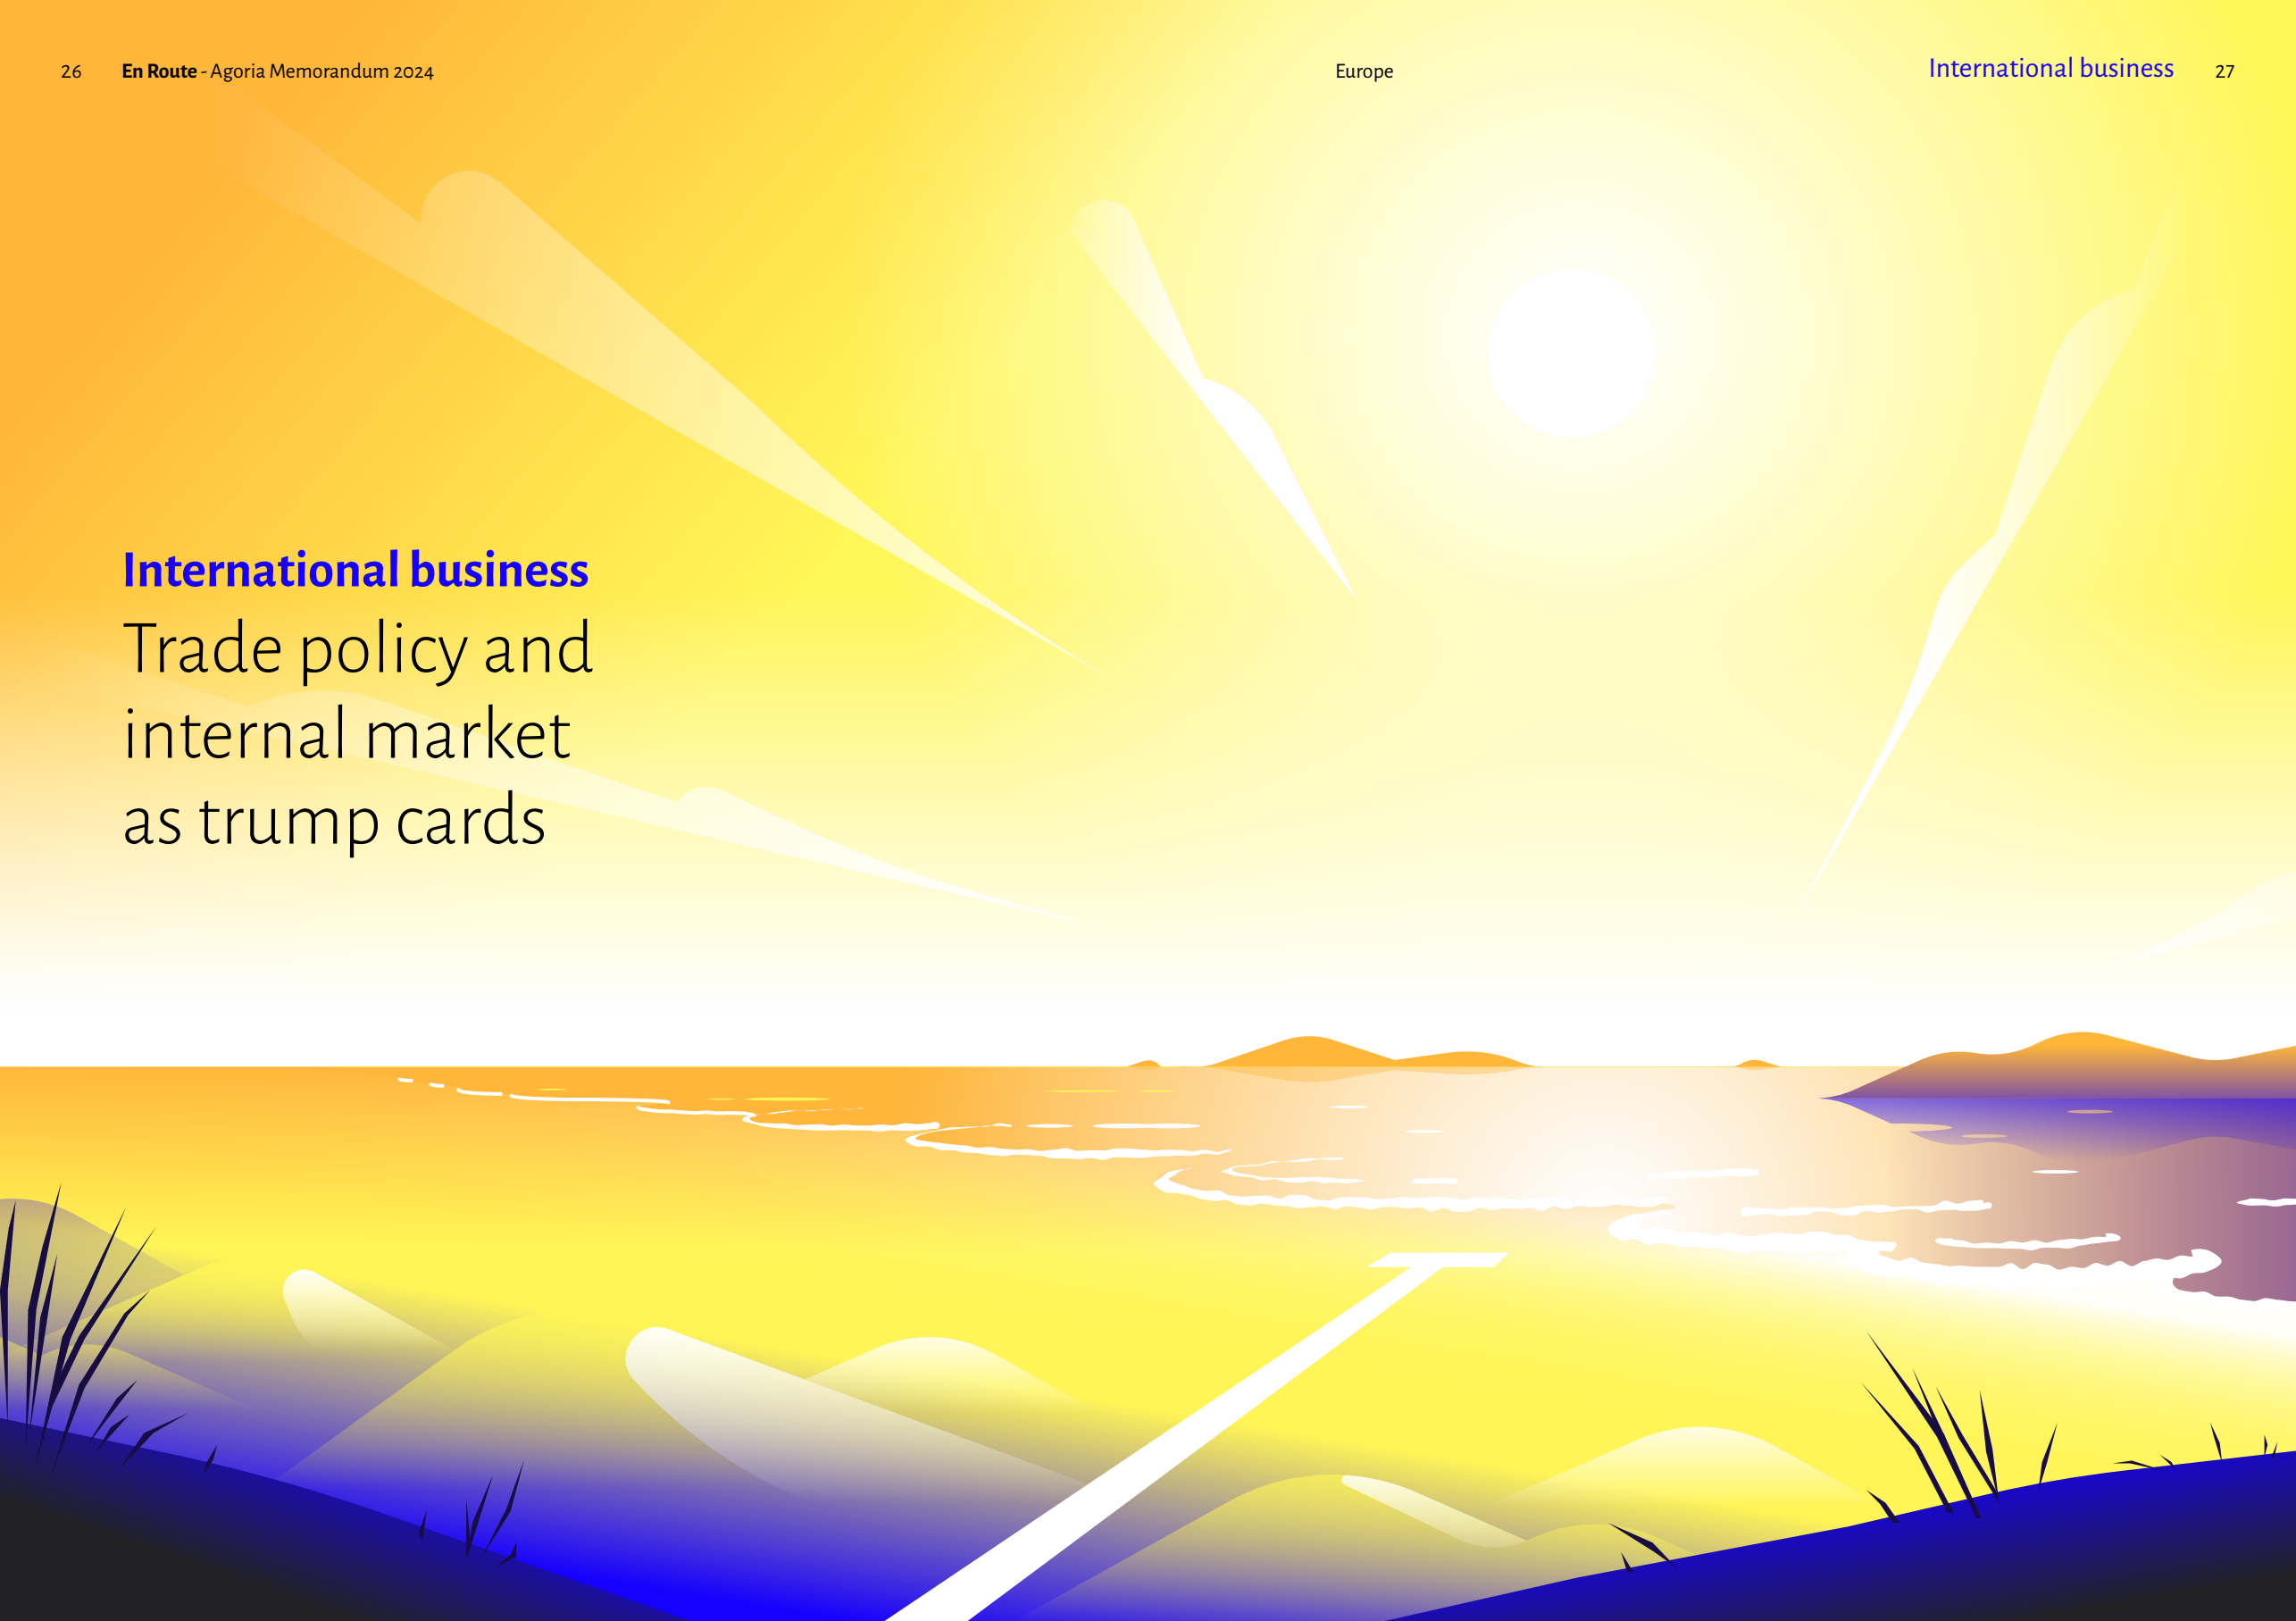 26 En Route - Agoria Memorandum 2024
Europe
International business 27
International business
Trade policy and
internal market
as trump cards